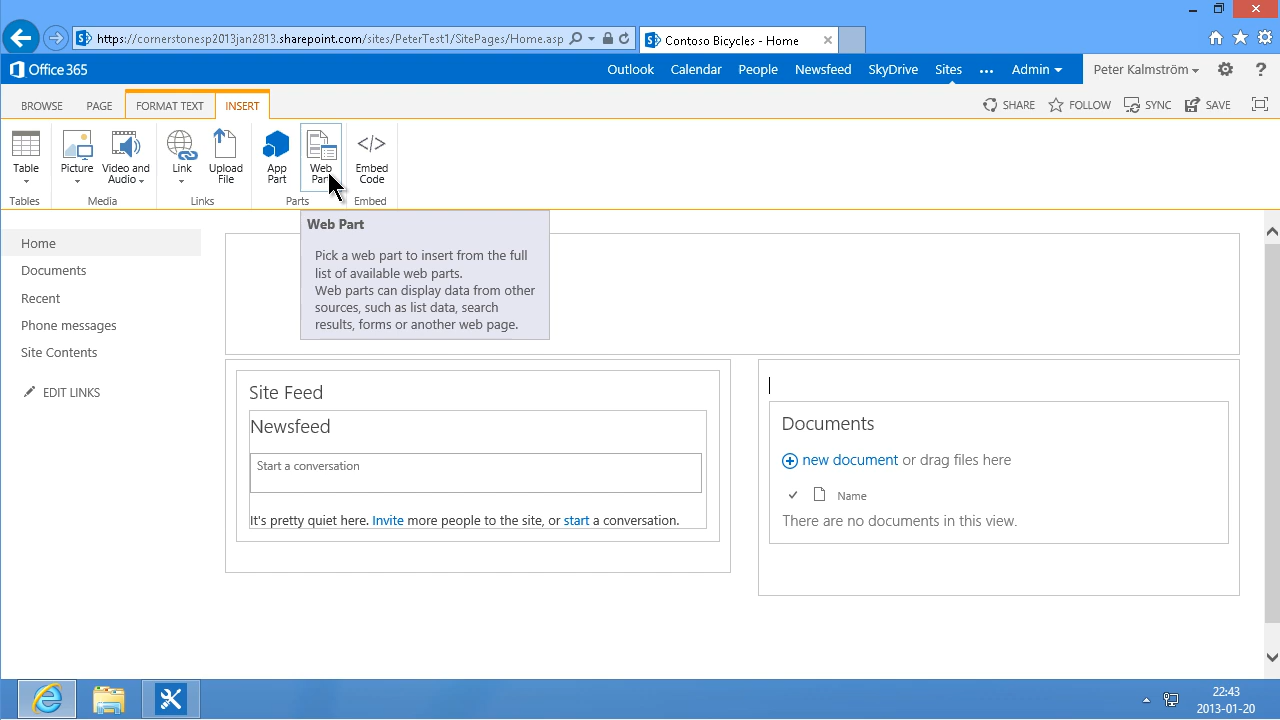 https://cornerstonesp2013jan2813.sharepoint.com/sites/PeterTest1/SitePages/Home.asp
Contoso Bicycles - Home
Office 365
Outlook
Calendar
People
Newsfeed
SkyDrive
Sites
...
Admin
Peter Kalmström
?
BROWSE
PAGE
FORMAT TEXT
INSERT
SHARE
FOLLOW
SYNC
SAVE
Table
Picture
Video and
Audio
Link
Upload
File
App
Part
Web
Part
Embed
Code
Tables
Media
Links
Parts
Embed
Web Part
Pick a web part to insert from the full
list of available web parts.
Web parts can display data from other
sources, such as list data, search
results, forms or another web page.
Home
Documents
Recent
Phone messages
Site Contents
EDIT LINKS
Site Feed
Newsfeed
Start a conversation
It's pretty quiet here. Invite more people to the site, or start a conversation.
Documents
new document or drag files here
Name
There are no documents in this view.
22:43
2013-01-20